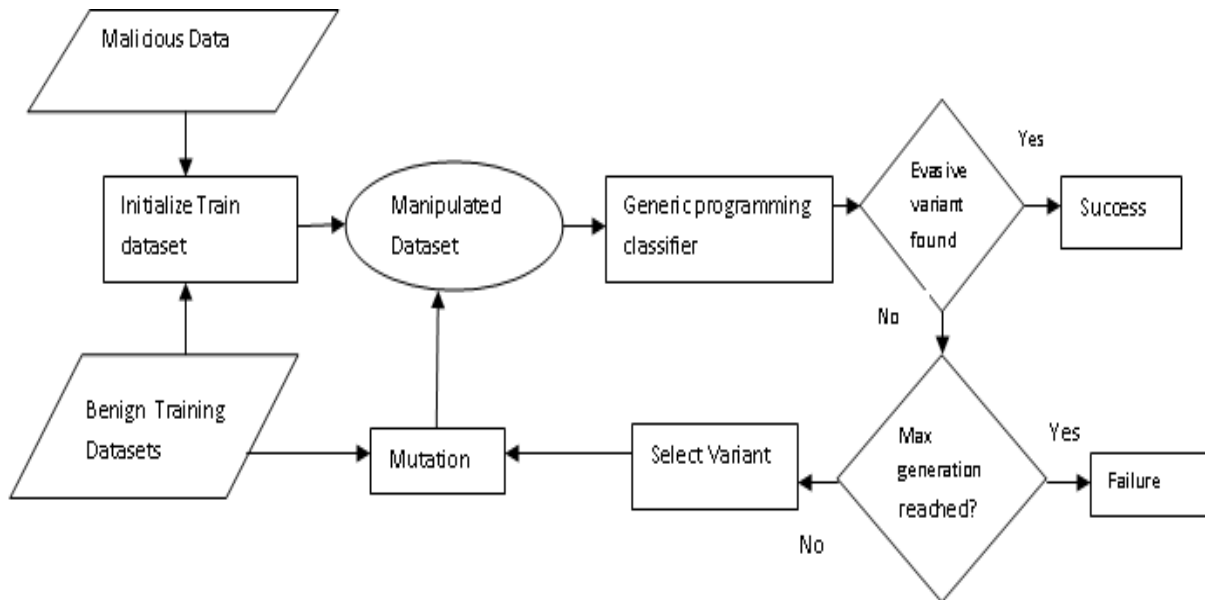 Malicious Data
Initialize Train
dataset
Manipulated
Dataset
Generic programming
classifier
Evasive
variant
found
Yes
Success
No
Benign Training
Datasets
Mutation
Select Variant
Max
generation
reached?
Yes
Failure
No